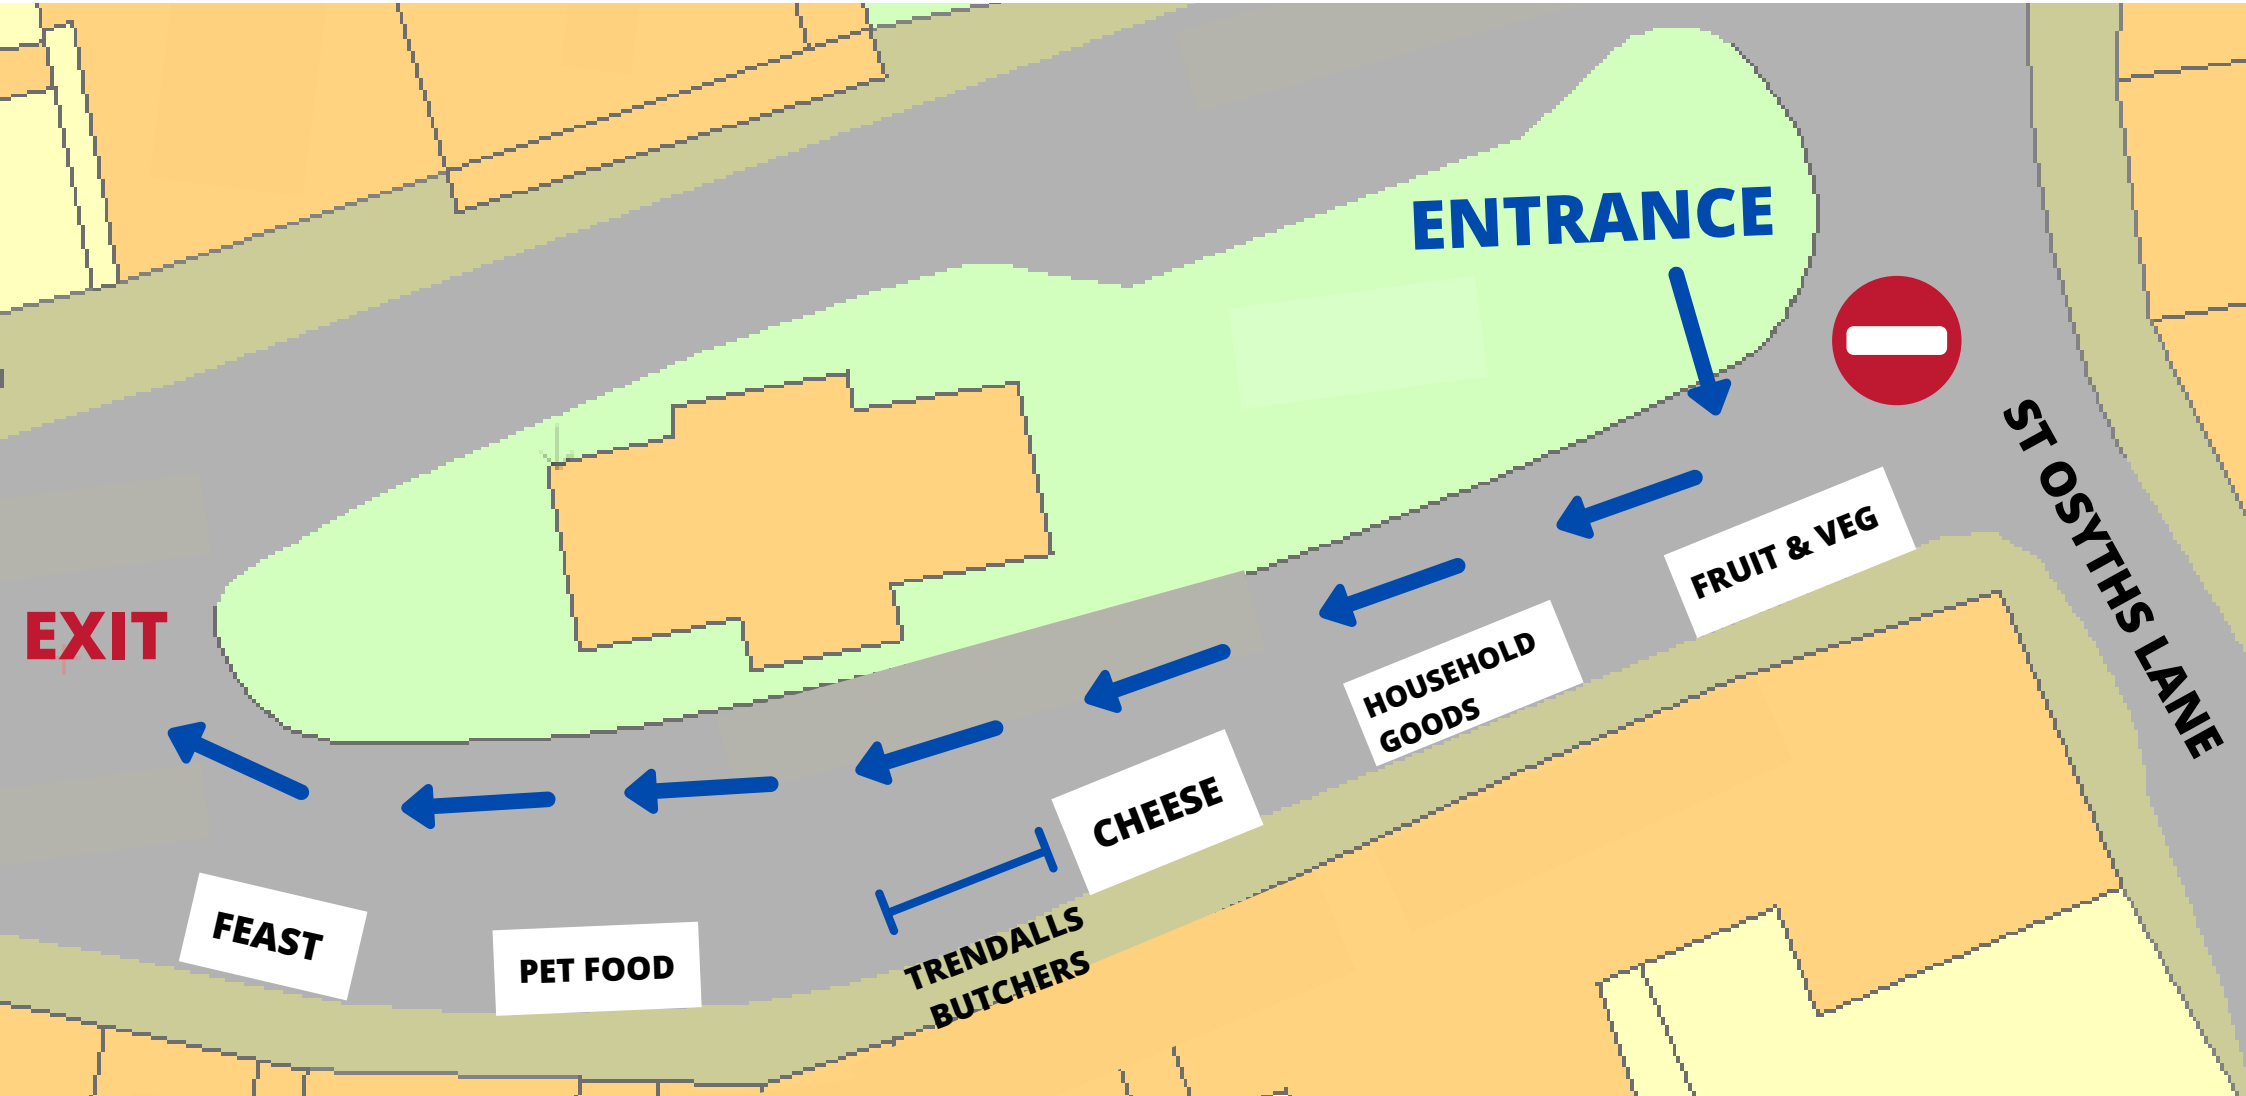 ENTRANCE
ST OSYTHS LANE
FRUIT & VEG
HOUSEHOLD
GOODS
CHEESE
TRENDALLS
BUTCHERS
PET FOOD
FEAST
EXIT